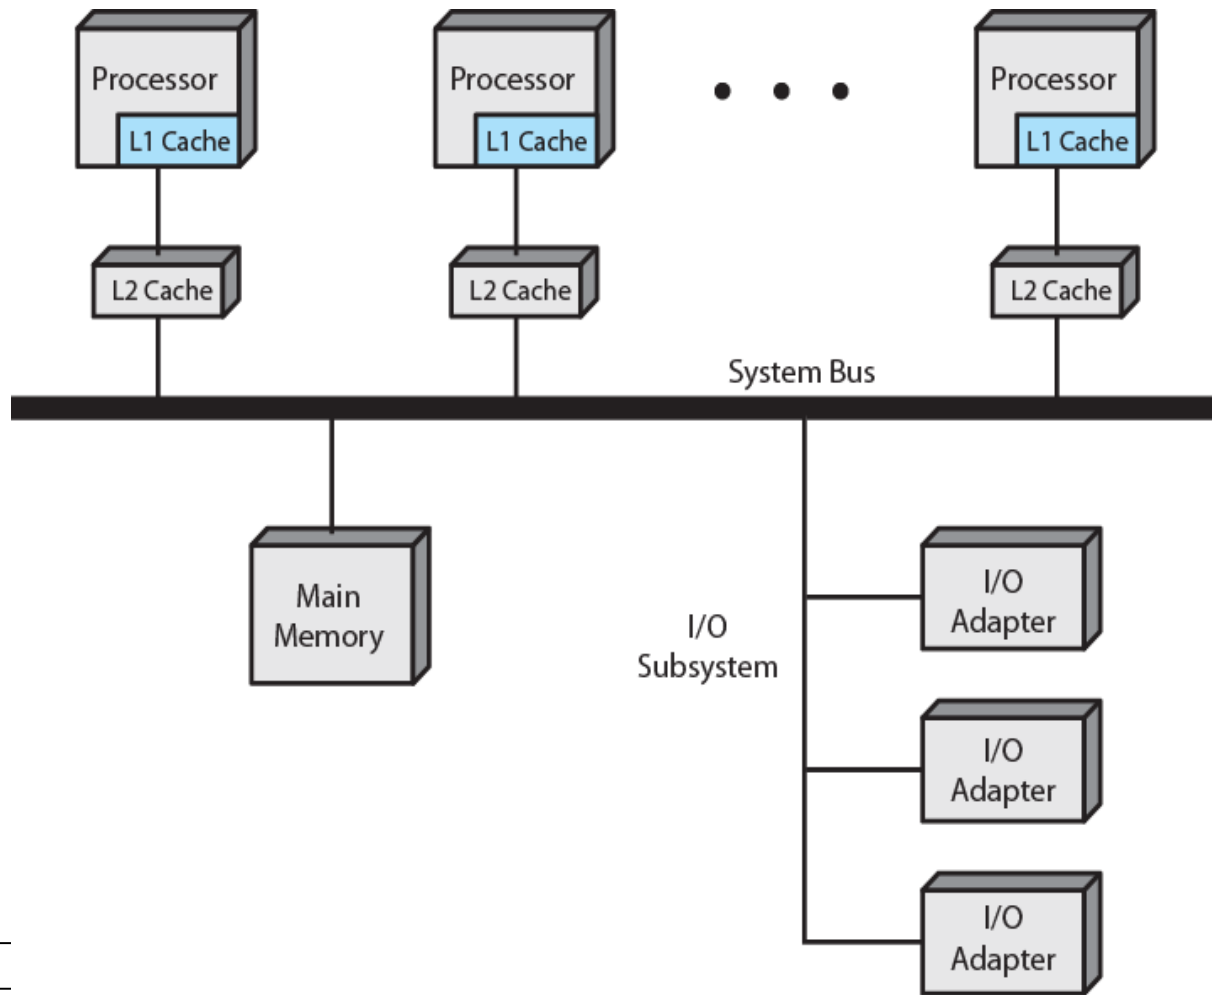 Processor
L1 Cache
Processor
L1 Cache
Processor
L1 Cache
L2 Cache
L2 Cache
L2 Cache
System Bus
Main
Memory
I/O
Subsystem
I/O
Adapter
I/O
Adapter
I/O
Adapter